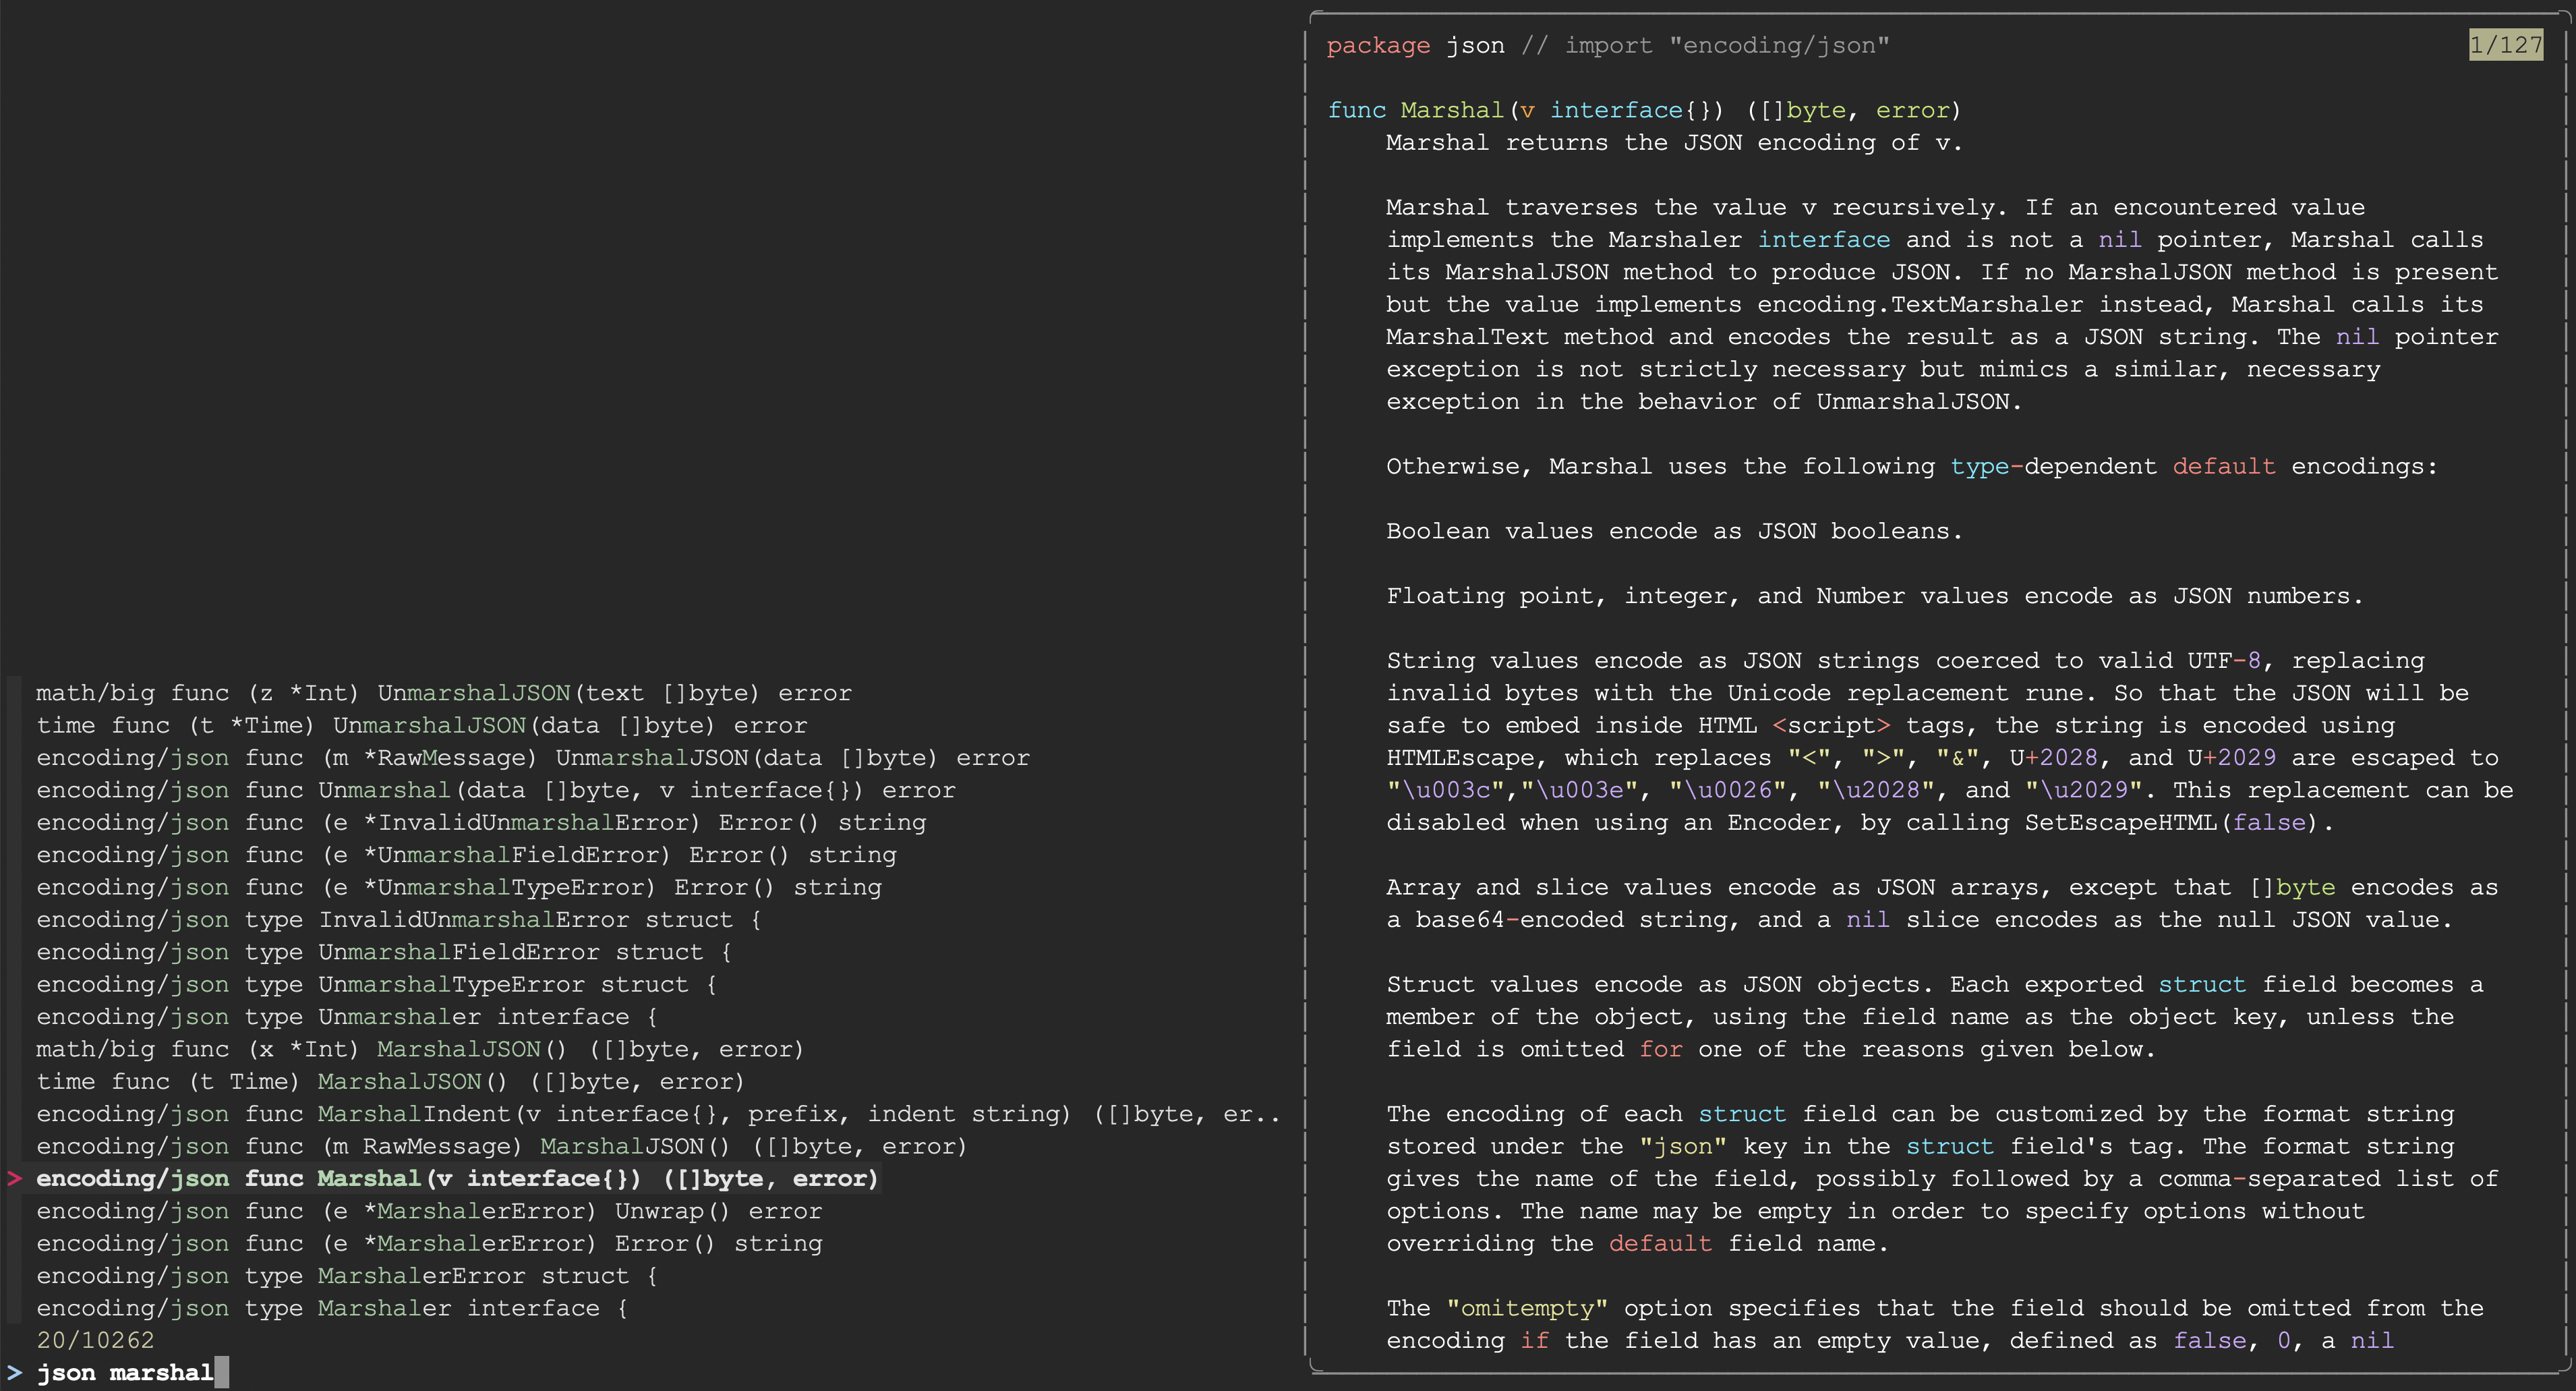 math/big func (z *Int) UnmarshalJSON(text []byte) error
time func (t *Time) UnmarshalJSON(data []byte) error
encoding/json func (m *RawMessage) UnmarshalJSON(data []byte) error
encoding/json func Unmarshal(data []byte, v interface{}) error
encoding/json func (e *InvalidUnmarshalError) Error() string
encoding/json func (e *UnmarshalFieldError) Error() string
encoding/json func (e *UnmarshalTypeError) Error() string
encoding/json type InvalidUnmarshalError struct {
encoding/json type UnmarshalFieldError struct {
encoding/json type UnmarshalTypeError struct {
encoding/json type Unmarshaler interface {
math/big func (x *Int) MarshalJSON() ([]byte, error)
time func (t Time) MarshalJSON() ([]byte, error)
encoding/json func MarshalIndent(v interface{}, prefix, indent string) ([]byte, er..
encoding/json func (m RawMessage) MarshalJSON() ([]byte, error)
> encoding/json func Marshal(v interface{}) ([]byte, error)
encoding/json func (e *MarshalerError) Unwrap() error
encoding/json func (e *MarshalerError) Error() string
encoding/json type MarshalerError struct {
encoding/json type Marshaler interface {
20/10262
> json marshal
package json // import "encoding/json"
1/127
func Marshal(v interface{}) ([]byte, error)
Marshal returns the JSON encoding of v.
Marshal traverses the value v recursively. If an encountered value
implements the Marshaler interface and is not a nil pointer, Marshal calls
its MarshalJSON method to produce JSON. If no MarshalJSON method is present
but the value implements encoding.TextMarshaler instead, Marshal calls its
MarshalText method and encodes the result as a JSON string. The nil pointer
exception is not strictly necessary but mimics a similar, necessary
exception in the behavior of UnmarshalJSON.
Otherwise, Marshal uses the following type-dependent default encodings:
Boolean values encode as JSON booleans.
Floating point, integer, and Number values encode as JSON numbers.
String values encode as JSON strings coerced to valid UTF-8, replacing
invalid bytes with the Unicode replacement rune. So that the JSON will be
safe to embed inside HTML <script> tags, the string is encoded using
HTMLEscape, which replaces "<", ">", "&", U+2028, and U+2029 are escaped to
"\u003c","\u003e", "\u0026", "\u2028", and "\u2029". This replacement can be
disabled when using an Encoder, by calling SetEscapeHTML(false).
Array and slice values encode as JSON arrays, except that []byte encodes as
a base64-encoded string, and a nil slice encodes as the null JSON value.
Struct values encode as JSON objects. Each exported struct field becomes a
member of the object, using the field name as the object key, unless the
field is omitted for one of the reasons given below.
The encoding of each struct field can be customized by the format string
stored under the "json" key in the struct field's tag. The format string
gives the name of the field, possibly followed by a comma-separated list of
options. The name may be empty in order to specify options without
overriding the default field name.
The "omitempty" option specifies that the field should be omitted from the
encoding if the field has an empty value, defined as false, 0, a nil